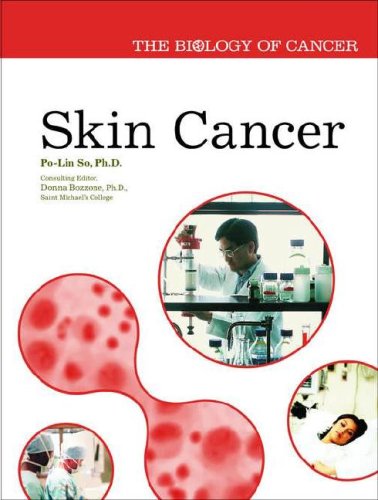 THE BIOLOGY OF CANCER
Skin Cancer
Po-Lin So, Ph.D.
Consulting Editor,
Donna Bozzone, Ph.D.,
Saint Michael's College